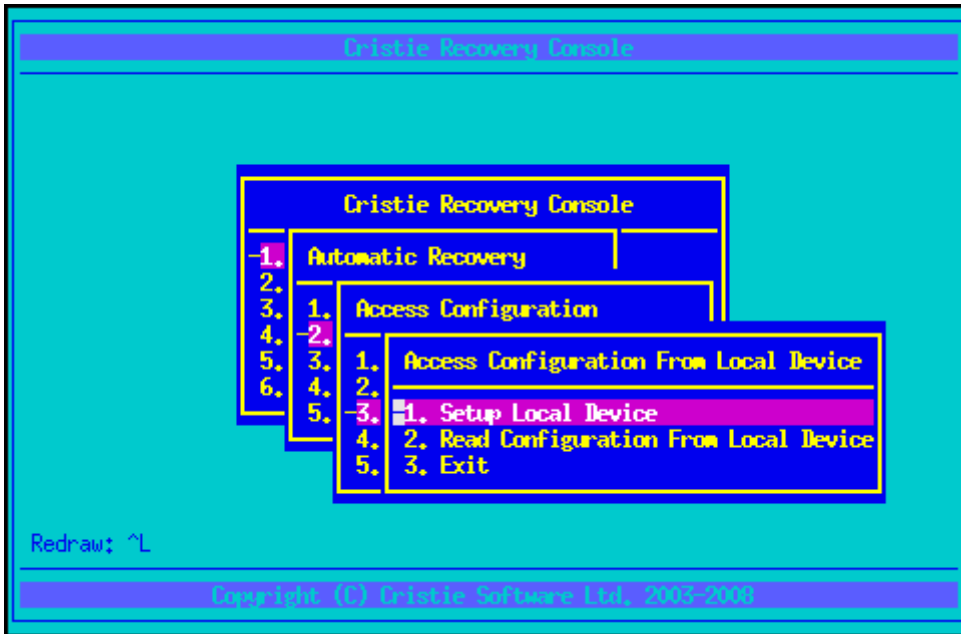 Cristie Recovery Console
Cristie Recovery Console
1. Automatic Recovery
2.
3. 1. Access Configuration
4. 2.
5. 3. 1. Access Configuration From Local Device
6. 4. 2.
5. 3. 1. Setup Local Device
4. 2. Read Configuration From Local Device
5. 3. Exit
Redraw: ^L
Copyright (C) Cristie Software Ltd. 2003-2008